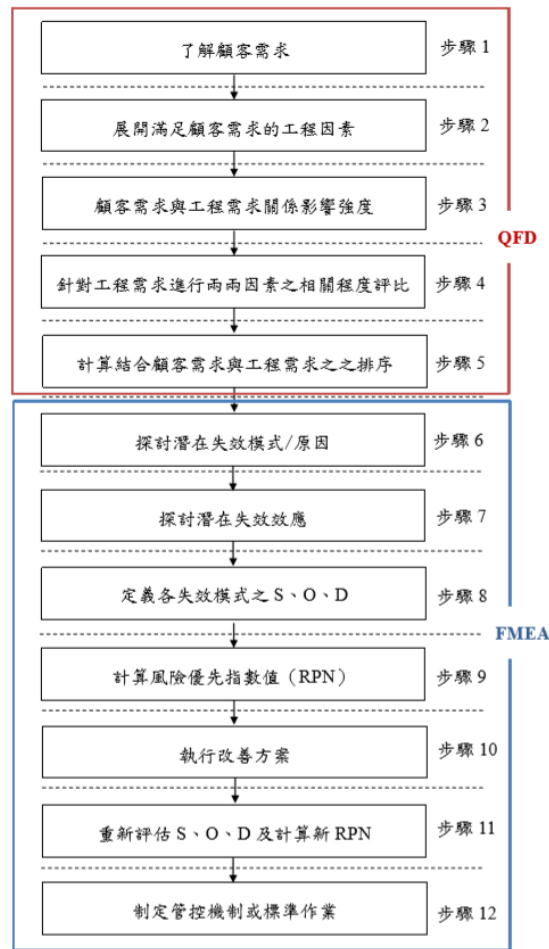 了解顧客需求
步驟 1
展開滿足顧客需求的工程因素
步驟 2
顧客需求與工程需求關係影響強度
步驟 3
QFD
針對工程需求進行兩兩因素之相關程度評比
步驟 4
計算結合顧客需求與工程需求之之排序
步驟 5
探討潛在失效模式/原因
步驟 6
探討潛在失效效應
步驟 7
定義各失效模式之 S、O、D
步驟 8
FMEA
計算風險優先指數值（RPN）
步驟 9
執行改善方案
步驟 10
重新評估 S、O、D 及計算新 RPN
步驟 11
制定管控機制或標準作業
步驟 12